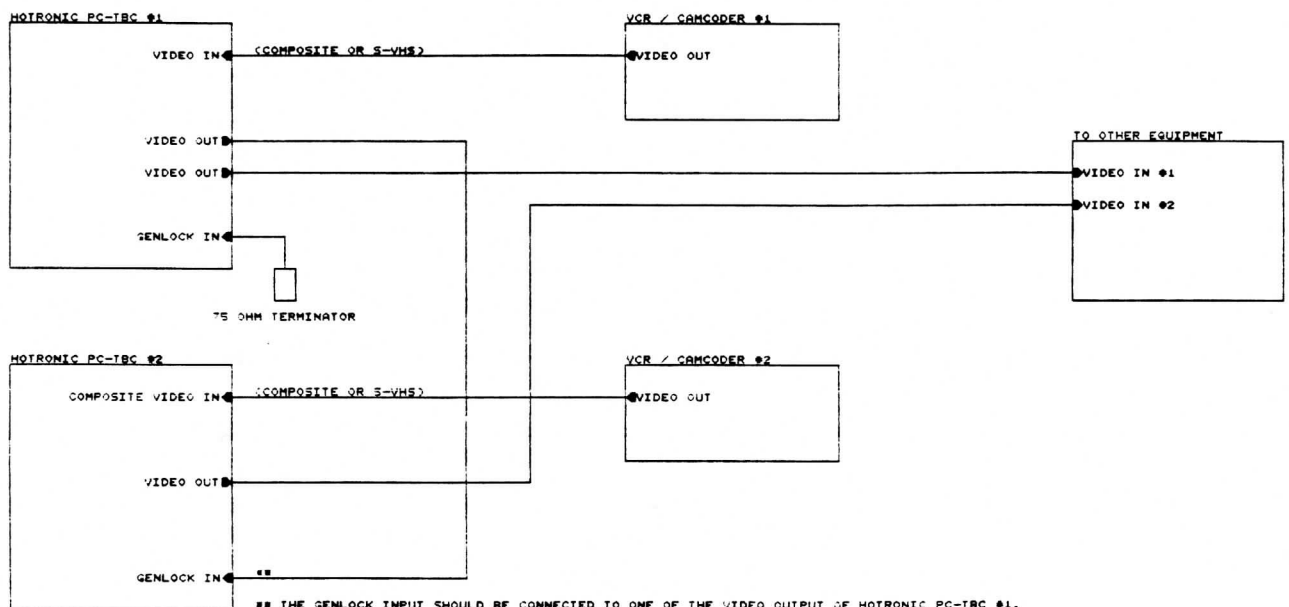 HOTRONIC PC-TBC #1
VCR / CAMCODER #1
VIDEO IN
(COMPOSITE OR S-VHS)
VIDEO OUT
VIDEO OUT
TO OTHER EQUIPMENT
VIDEO OUT
VIDEO IN #1
VIDEO IN #2
GENLOCK IN
75 OHM TERMINATOR
HOTRONIC PC-TBC #2
VCR / CAMCODER #2
COMPOSITE VIDEO IN
(COMPOSITE OR S-VHS)
VIDEO OUT
VIDEO OUT
GENLOCK IN
**
** THE GENLOCK INPUT SHOULD BE CONNECTED TO ONE OF THE VIDEO OUTPUT OF HOTRONIC PC-TBC #1.